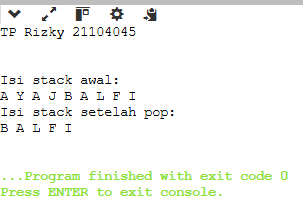 TP Rizky 21104045
Isi stack awal:
A Y A J B A L F I
Isi stack setelah pop:
B A L F I
...Program finished with exit code 0
Press ENTER to exit console.